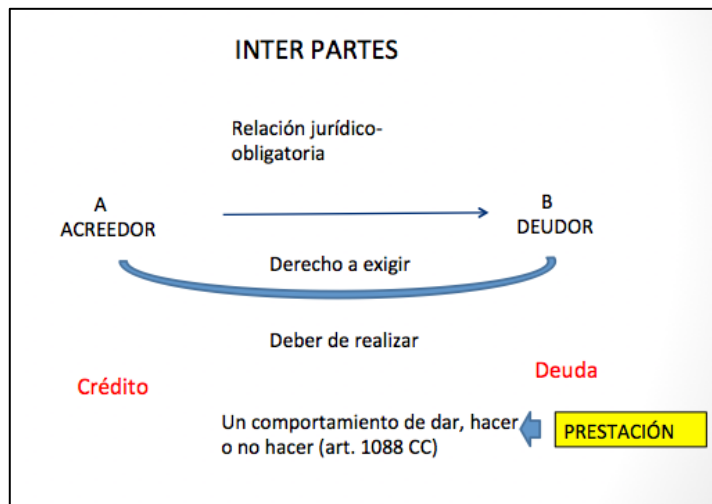 INTER PARTES
Relación jurídico-
obligatoria
A
ACREEDOR
B
DEUDOR
Derecho a exigir
Deber de realizar
Crédito
Deuda
Un comportamiento de dar, hacer
o no hacer (art. 1088 CC)
PRESTACIÓN